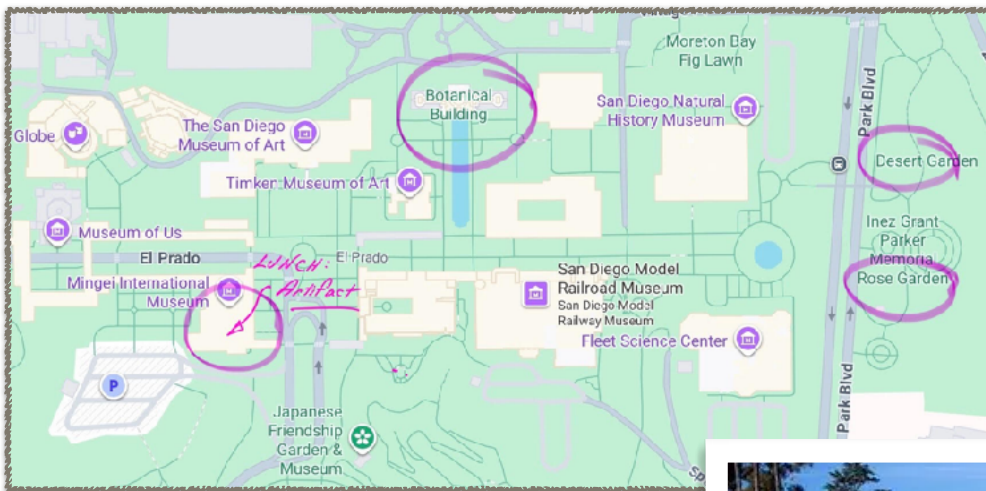 Moreton Bay
Fig Lawn
Botanical
Building
San Diego Natural
History Museum
Park Blvd
Globe
The San Diego
Museum of Art
Desert Garden
Timken Museum of Art
Inez Grant
Parker
Memorial
Rose Garden
Museum of Us
El Prado
LUNCH:
Artifact
El Prado
Mingei International
Museum
San Diego Model
Railroad Museum
San Diego Model
Railway Museum
Fleet Science Center
P
Park Blvd
Japanese
Friendship
Garden &
Museum